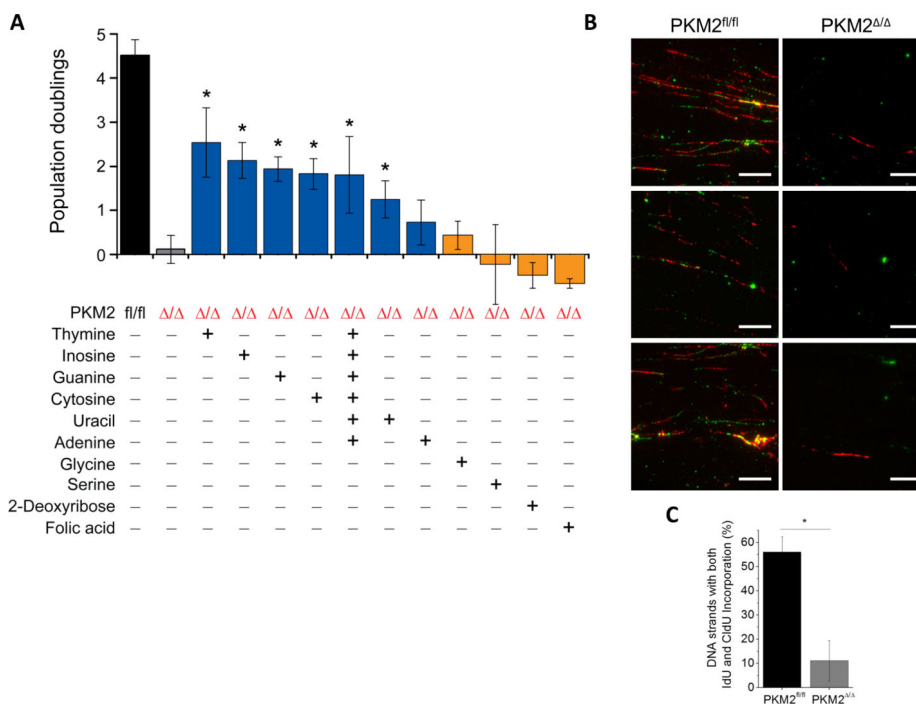 A
Population doublings
5
4
3
2
1
0
* * * * * *
PKM2 fl/fl Δ/Δ Δ/Δ Δ/Δ Δ/Δ Δ/Δ Δ/Δ Δ/Δ Δ/Δ Δ/Δ Δ/Δ Δ/Δ Δ/Δ
Thymine – – + – – – + – – – – – –
Inosine – – – + – – + – – – – – –
Guanine – – – – + – + – – – – – –
Cytosine – – – – – + + – – – – – –
Uracil – – – – – – + + – – – – –
Adenine – – – – – – + – + – – – –
Glycine – – – – – – – – – + – – –
Serine – – – – – – – – – – + – –
2-Deoxyribose – – – – – – – – – – – + –
Folic acid – – – – – – – – – – – – +
B
PKM2fl/fl PKM2Δ/Δ
C
DNA strands with both
IdU and CldU Incorporation (%)
60
50
40
30
20
10
0
*
PKM2fl/fl PKM2Δ/Δ